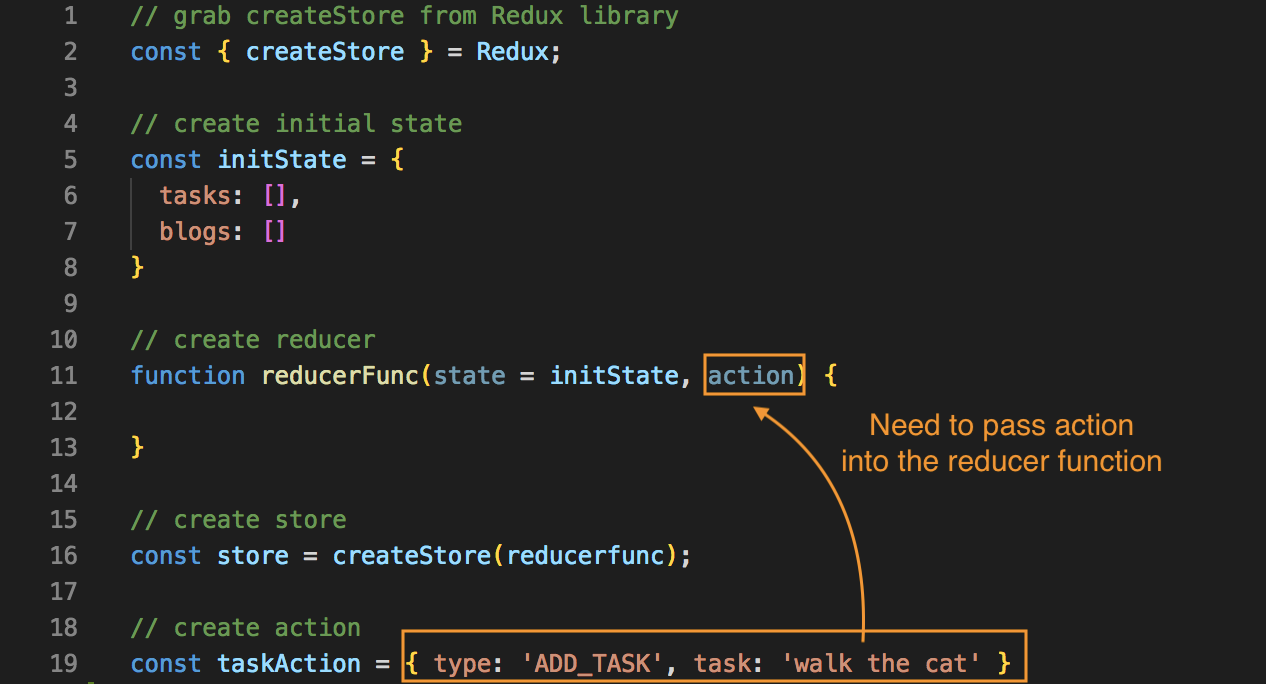 1 // grab createStore from Redux library
2 const { createStore } = Redux;
3
4 // create initial state
5 const initState = {
6 tasks: [],
7 blogs: []
8 }
9
10 // create reducer
11 function reducerFunc(state = initState, action) {
12
Need to pass action
into the reducer function
13 }
14
15 // create store
16 const store = createStore(reducerfunc);
17
18 // create action
19 const taskAction = { type: 'ADD_TASK', task: 'walk the cat' }